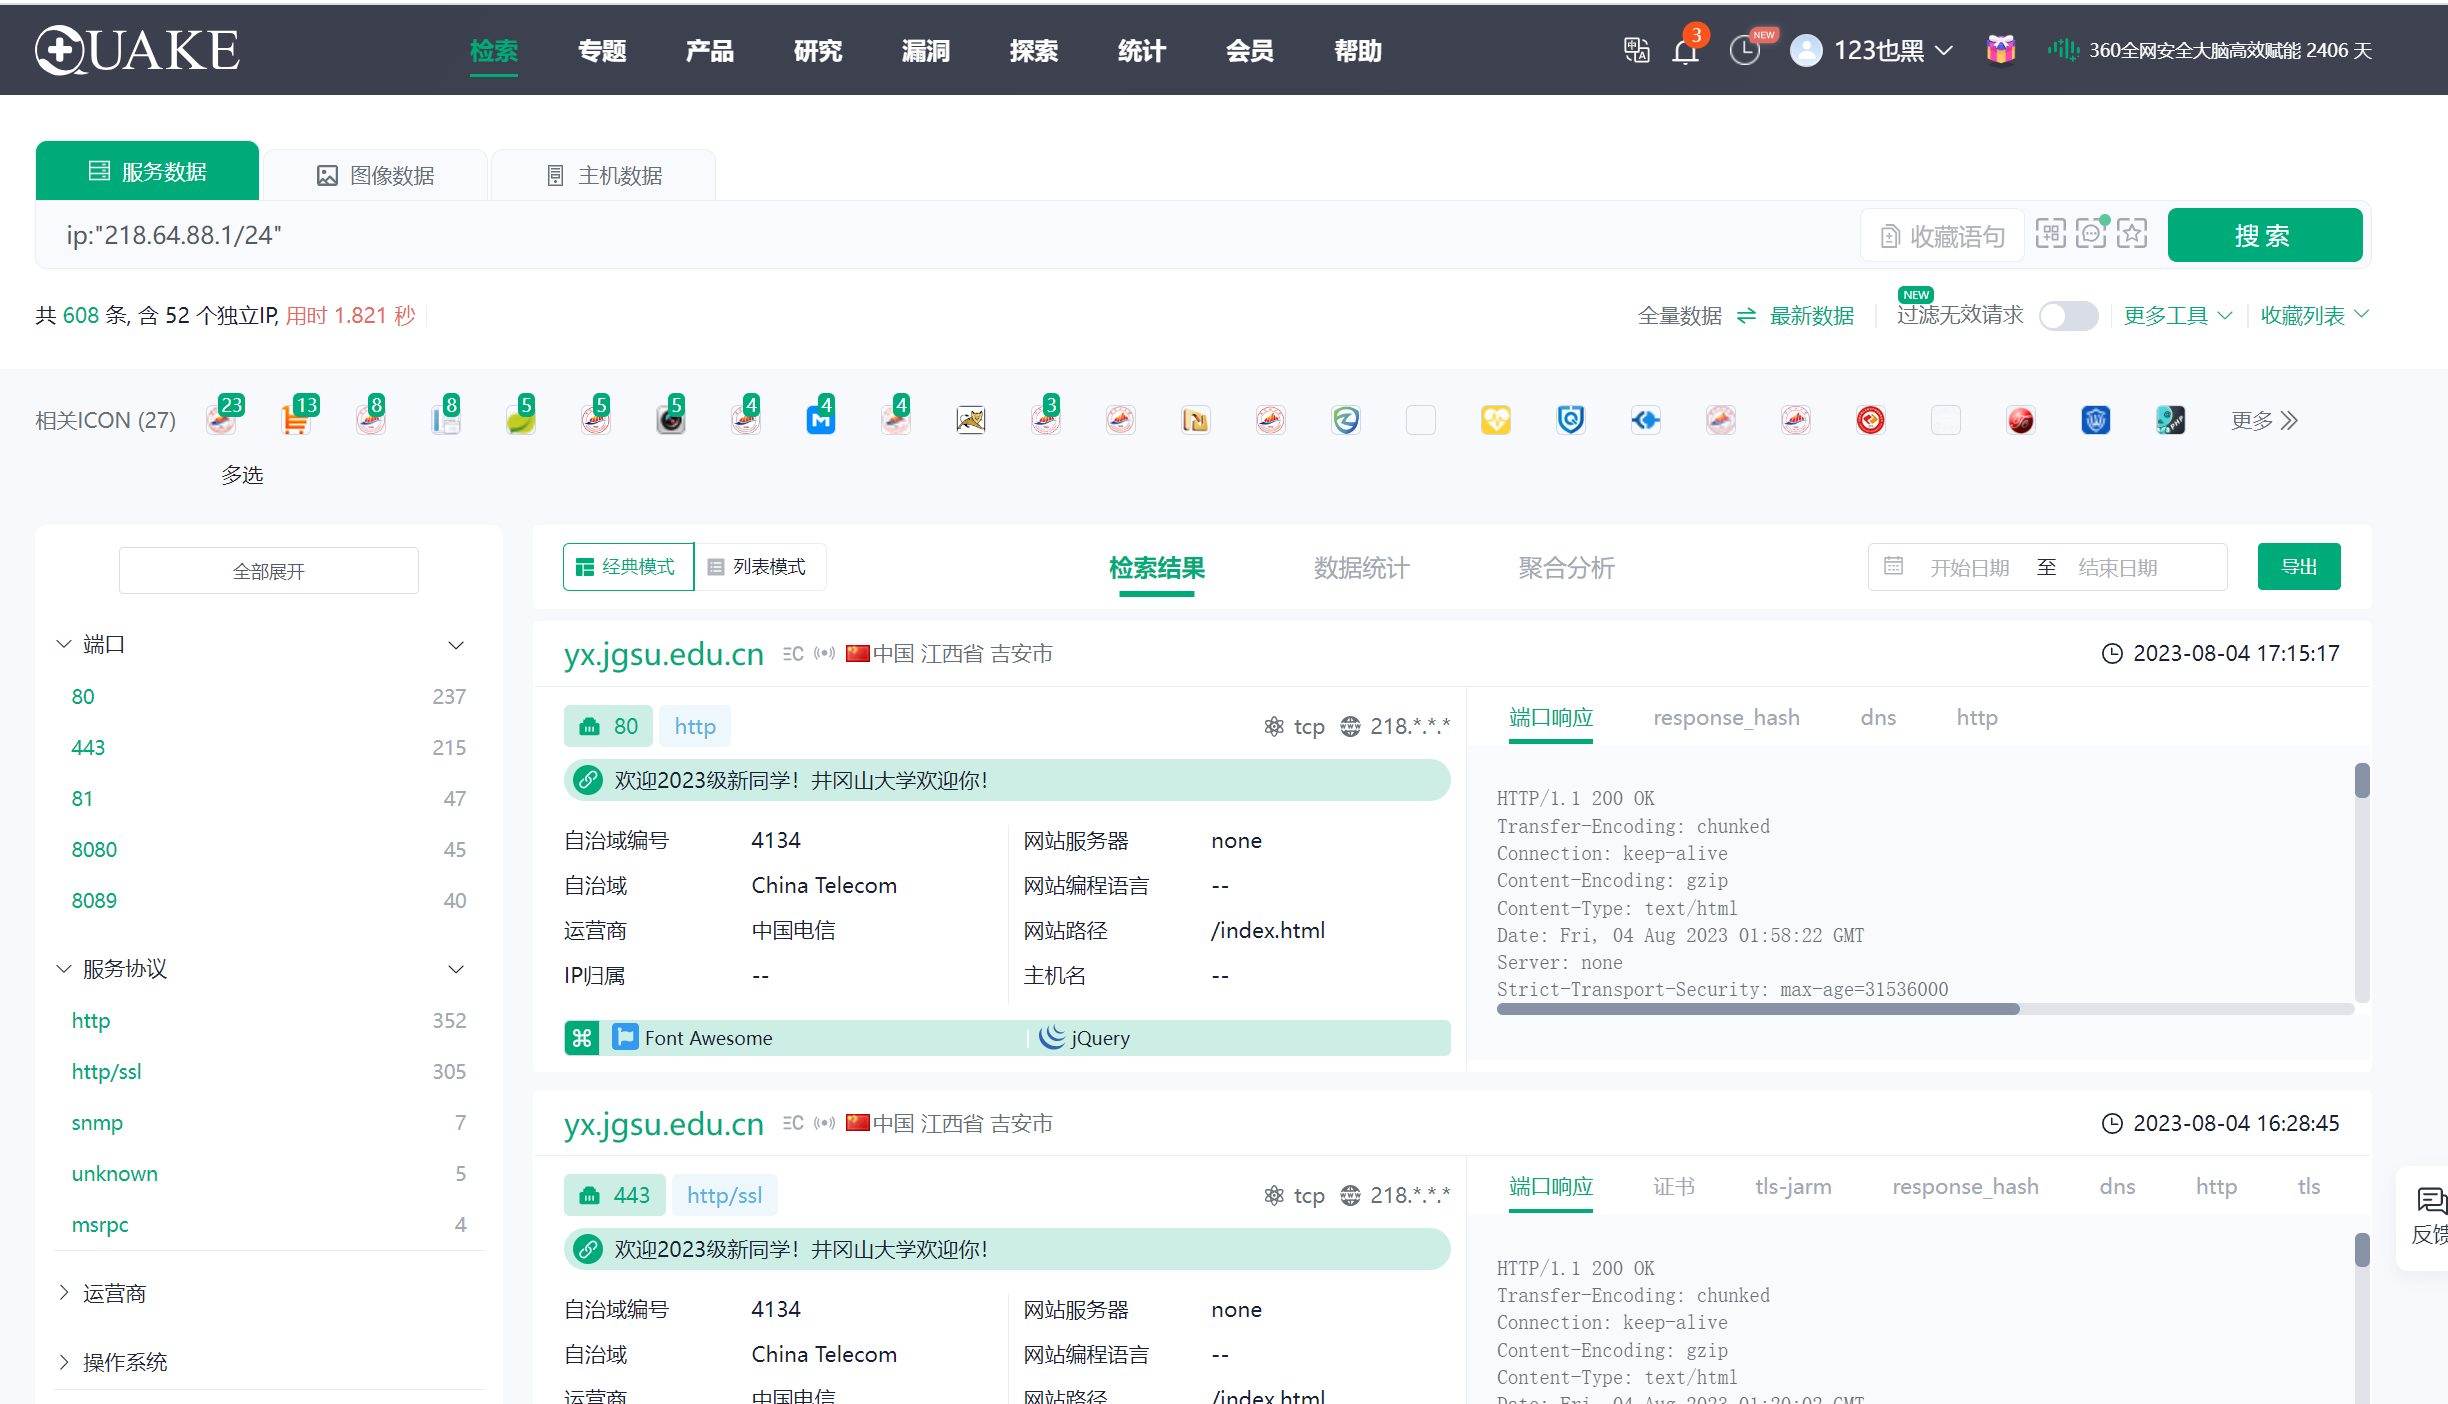 QUAKE
检索 专题 产品 研究 漏洞 探索 统计 会员 帮助
3 NEW 123也黑 360全网安全大脑高效赋能 2406 天
服务数据 图像数据 主机数据
ip:"218.64.88.1/24" 收藏语句 搜 索
共 608 条, 含 52 个独立IP, 用时 1.821 秒
全量数据 最新数据 NEW 过滤无效请求 更多工具 收藏列表
相关ICON (27) 23 13 8 8 5 5 5 4 4 4 3 更多
多选
全部展开
端口
80 237
443 215
81 47
8080 45
8089 40
服务协议
http 352
http/ssl 305
snmp 7
unknown 5
msrpc 4
运营商
操作系统
经典模式 列表模式 检索结果 数据统计 聚合分析 开始日期 至 结束日期 导出
yx.jgsu.edu.cn 中国 江西省 吉安市 2023-08-04 17:15:17
80 http tcp 218.*.*.*
欢迎2023级新同学！井冈山大学欢迎你！
自治域编号 4134 网站服务器 none
自治域 China Telecom 网站编程语言 --
运营商 中国电信 网站路径 /index.html
IP归属 -- 主机名 --
Font Awesome jQuery
端口响应 response_hash dns http
HTTP/1.1 200 OK
Transfer-Encoding: chunked
Connection: keep-alive
Content-Encoding: gzip
Content-Type: text/html
Date: Fri, 04 Aug 2023 01:58:22 GMT
Server: none
Strict-Transport-Security: max-age=31536000
yx.jgsu.edu.cn 中国 江西省 吉安市 2023-08-04 16:28:45
443 http/ssl tcp 218.*.*.*
欢迎2023级新同学！井冈山大学欢迎你！
自治域编号 4134 网站服务器 none
自治域 China Telecom 网站编程语言 --
运营商 中国电信 网站路径 /index.html
端口响应 证书 tls-jarm response_hash dns http tls
HTTP/1.1 200 OK
Transfer-Encoding: chunked
Connection: keep-alive
Content-Encoding: gzip
Content-Type: text/html
Date: Fri, 04 Aug 2023 01:20:02 GMT
反馈